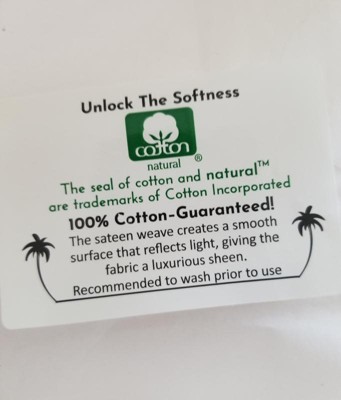 Unlock The Softness
cotton
natural ®
The seal of cotton and natural™
are trademarks of Cotton Incorporated
100% Cotton-Guaranteed!
The sateen weave creates a smooth
surface that reflects light, giving the
fabric a luxurious sheen.
Recommended to wash prior to use